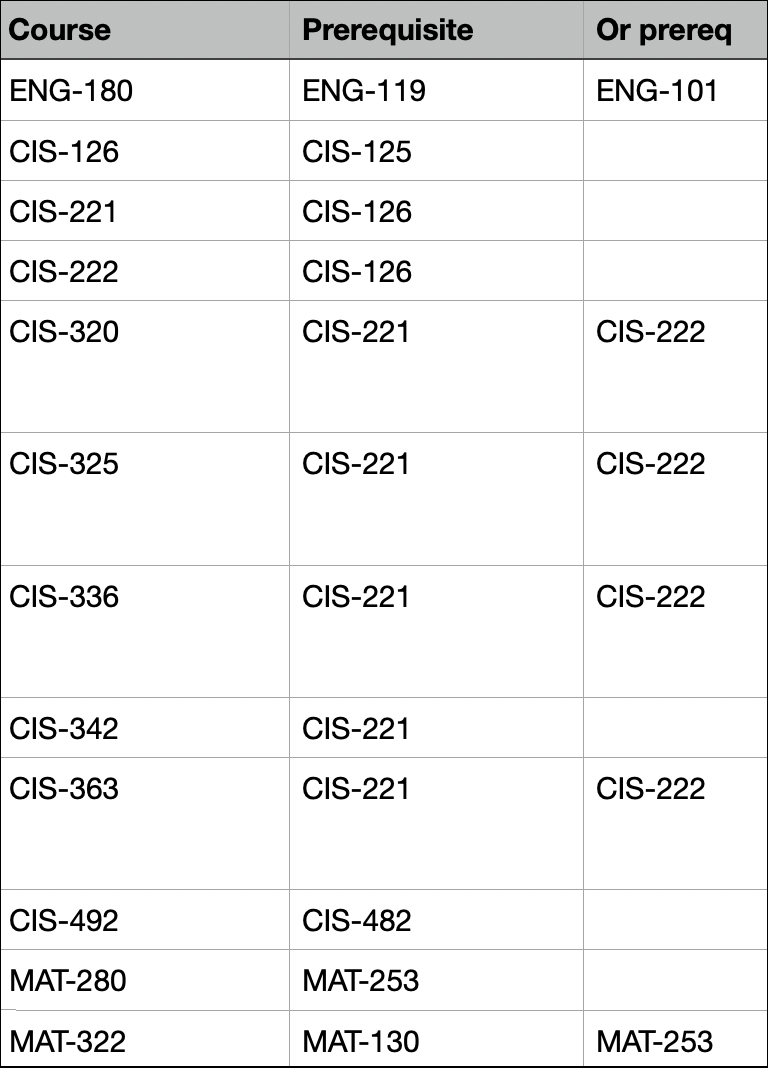 Course Prerequisite Or prereq
ENG-180 ENG-119 ENG-101
CIS-126 CIS-125
CIS-221 CIS-126
CIS-222 CIS-126
CIS-320 CIS-221 CIS-222
CIS-325 CIS-221 CIS-222
CIS-336 CIS-221 CIS-222
CIS-342 CIS-221
CIS-363 CIS-221 CIS-222
CIS-492 CIS-482
MAT-280 MAT-253
MAT-322 MAT-130 MAT-253